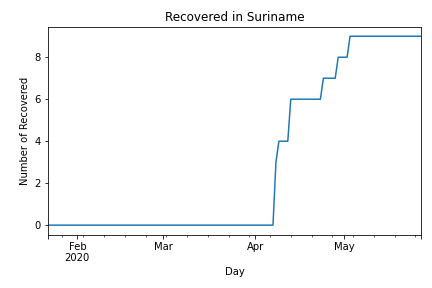 Recovered in Suriname
Number of Recovered
8
6
4
2
0
Feb
2020
Mar
Apr
May
Day